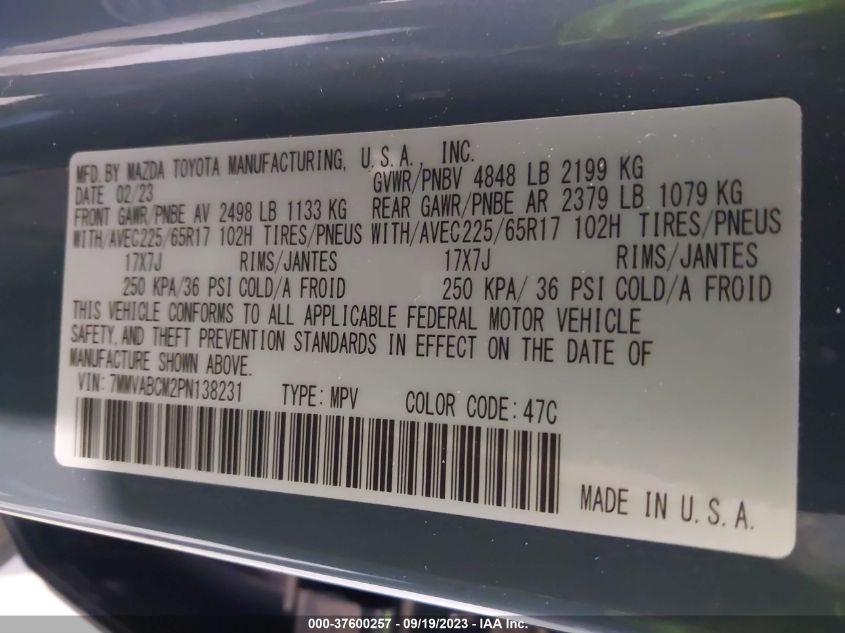 MFD. BY MAZDA TOYOTA MANUFACTURING, U.S.A., INC.
DATE 02/23 GVWR/PNBV 4848 LB 2199 KG
FRONT GAWR/PNBE AV 2498 LB 1133 KG REAR GAWR/PNBE AR 2379 LB 1079 KG
WITH/AVEC225/65R17 102H TIRES/PNEUS WITH/AVEC225/65R17 102H TIRES/PNEUS
17X7J RIMS/JANTES 17X7J RIMS/JANTES
250 KPA/36 PSI COLD/A FROID 250 KPA/ 36 PSI COLD/A FROID
THIS VEHICLE CONFORMS TO ALL APPLICABLE FEDERAL MOTOR VEHICLE
SAFETY, AND THEFT PREVENTION STANDARDS IN EFFECT ON THE DATE OF
MANUFACTURE SHOWN ABOVE.
VIN: 7MMVABCM2PN138231 TYPE: MPV COLOR CODE: 47C
MADE IN U.S.A.
000-37600257 - 09/19/2023 - IAA Inc.